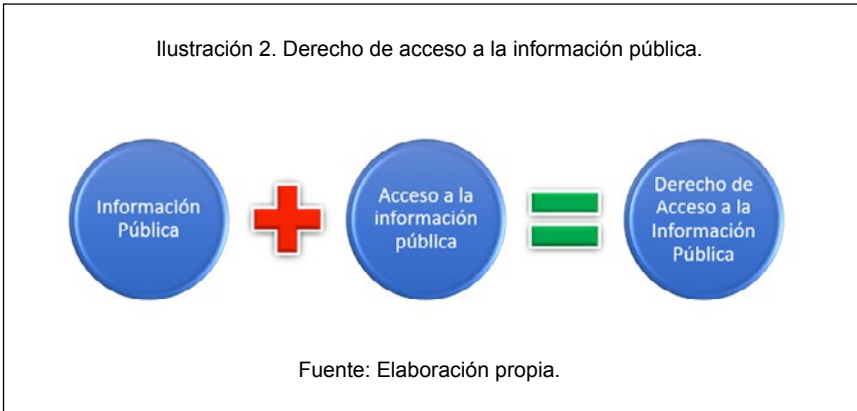 Ilustración 2. Derecho de acceso a la información pública.
Información
Pública
Acceso a la
información
pública
Derecho de
Acceso a la
Información
Pública
Fuente: Elaboración propia.